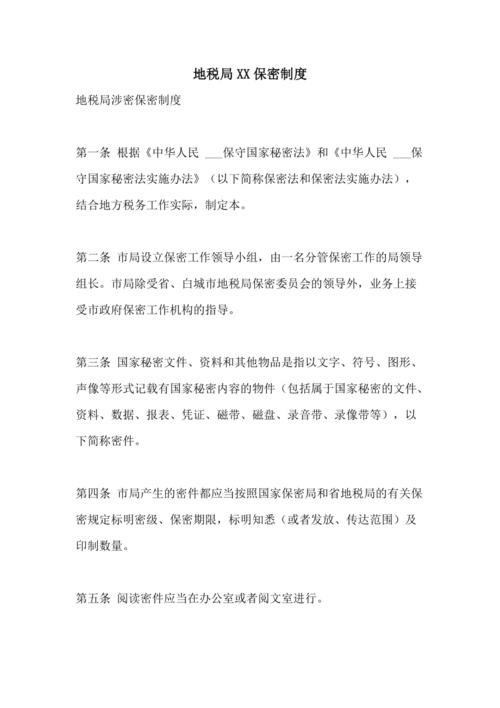 地税局 XX 保密制度
地税局涉密保密制度
第一条 根据《中华人民 ___保守国家秘密法》和《中华人民 ___保
守国家秘密法实施办法》（以下简称保密法和保密法实施办法），
结合地方税务工作实际，制定本。
第二条 市局设立保密工作领导小组，由一名分管保密工作的局领导
组长。市局除受省、白城市地税局保密委员会的领导外，业务上接
受市政府保密工作机构的指导。
第三条 国家秘密文件、资料和其他物品是指以文字、符号、图形、
声像等形式记载有国家秘密内容的物件（包括属于国家秘密的文件、
资料、数据、报表、凭证、磁带、磁盘、录音带、录像带等），以
下简称密件。
第四条 市局产生的密件都应当按照国家保密局和省地税局的有关保
密规定标明密级、保密期限，标明知悉（或者发放、传达范围）及
印制数量。
第五条 阅读密件应当在办公室或者阅文室进行。